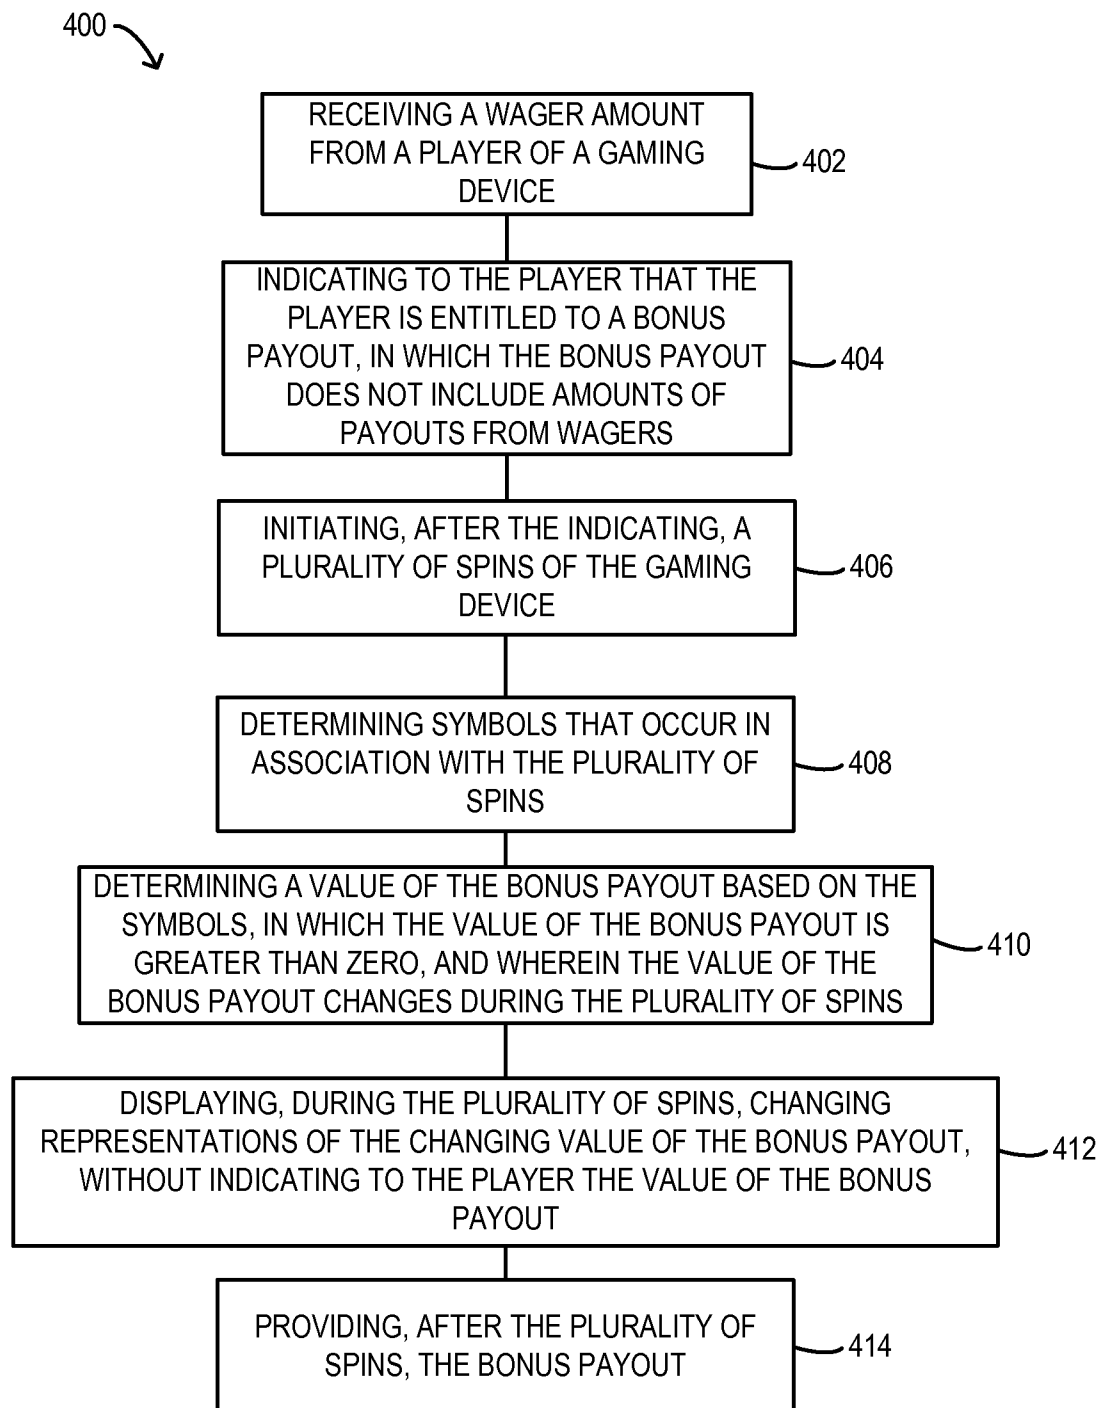 400
RECEIVING A WAGER AMOUNT
FROM A PLAYER OF A GAMING
DEVICE
402
INDICATING TO THE PLAYER THAT THE
PLAYER IS ENTITLED TO A BONUS
PAYOUT, IN WHICH THE BONUS PAYOUT
DOES NOT INCLUDE AMOUNTS OF
PAYOUTS FROM WAGERS
404
INITIATING, AFTER THE INDICATING, A
PLURALITY OF SPINS OF THE GAMING
DEVICE
406
DETERMINING SYMBOLS THAT OCCUR IN
ASSOCIATION WITH THE PLURALITY OF
SPINS
408
DETERMINING A VALUE OF THE BONUS PAYOUT BASED ON THE
SYMBOLS, IN WHICH THE VALUE OF THE BONUS PAYOUT IS
GREATER THAN ZERO, AND WHEREIN THE VALUE OF THE
BONUS PAYOUT CHANGES DURING THE PLURALITY OF SPINS
410
DISPLAYING, DURING THE PLURALITY OF SPINS, CHANGING
REPRESENTATIONS OF THE CHANGING VALUE OF THE BONUS PAYOUT,
WITHOUT INDICATING TO THE PLAYER THE VALUE OF THE BONUS
PAYOUT
412
PROVIDING, AFTER THE PLURALITY OF
SPINS, THE BONUS PAYOUT
414